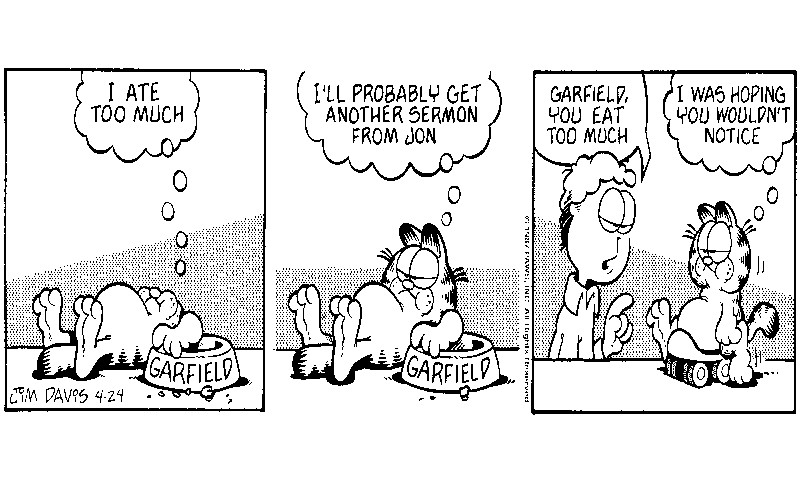 I ATE
TOO MUCH
GARFIELD
JIM DAVIS 4-24
I'LL PROBABLY GET
ANOTHER SERMON
FROM JON
GARFIELD
GARFIELD,
YOU EAT
TOO MUCH
I WAS HOPING
YOU WOULDN'T
NOTICE